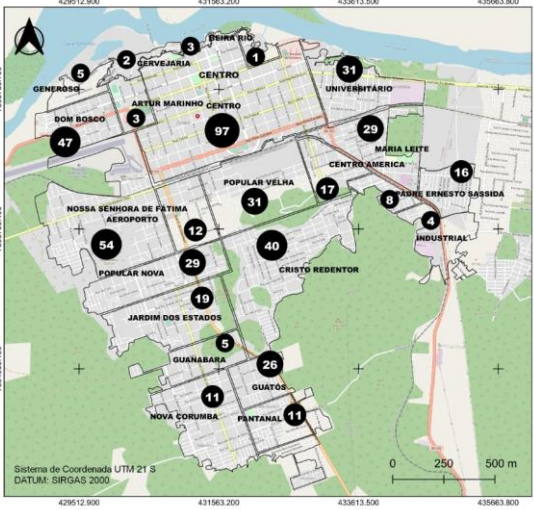 429512.900 431563.200 433613.500 435663.800
BEIRA RIO
3
1
2
CERVEJARIA
5
CENTRO
31
GENEROSO
UNIVERSITÁRIO
ARTUR MARINHO
CENTRO
DOM BOSCO
3
97
29
47
MARIA LEITE
CENTRO AMERICA
16
POPULAR VELHA
17
PADRE ERNESTO SASSIDA
31
8
NOSSA SENHORA DE FÁTIMA
AEROPORTO
4
12
INDUSTRIAL
54
40
29
POPULAR NOVA
CRISTO REDENTOR
19
JARDIM DOS ESTADOS
5
GUANABARA
26
GUATÓS
11
NOVA CORUMBA
PANTANAL
11
Sistema de Coordenada UTM 21 S
DATUM: SIRGAS 2000
0 250 500 m
429512.900 431563.200 433613.500 435663.800